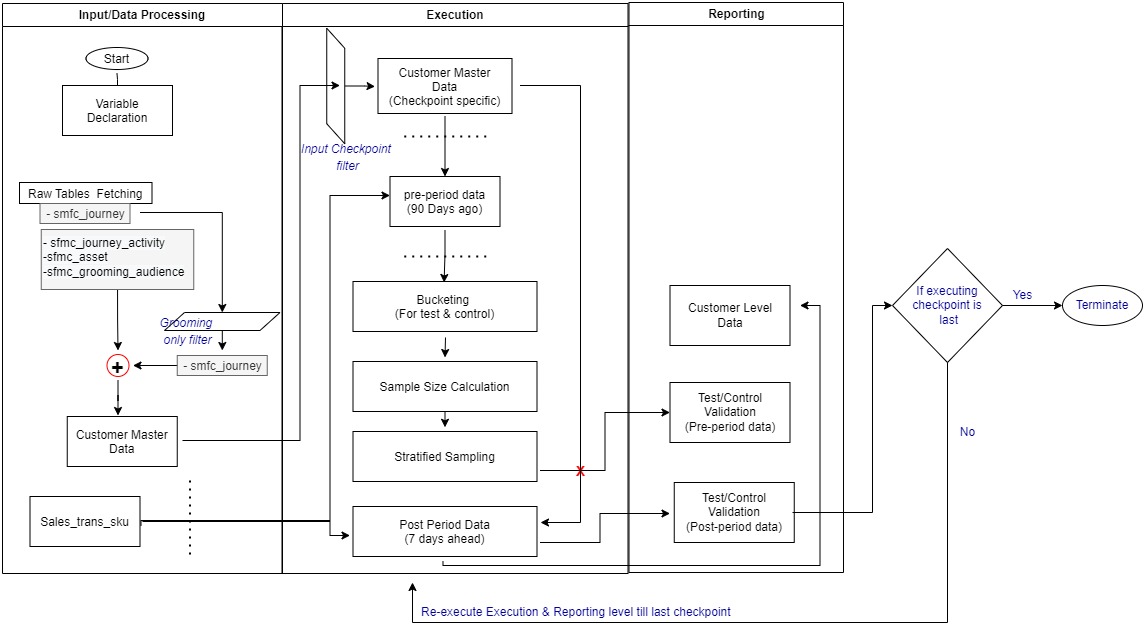 Input/Data Processing
Execution
Reporting
Start
Variable
Declaration
Raw Tables Fetching
- smfc_journey
- sfmc_journey_activity
-sfmc_asset
-sfmc_grooming_audience
Grooming
only filter
- smfc_journey
+
Customer Master
Data
Sales_trans_sku
Input Checkpoint
filter
Customer Master
Data
(Checkpoint specific)
pre-period data
(90 Days ago)
Bucketing
(For test & control)
Sample Size Calculation
Stratified Sampling
X
Post Period Data
(7 days ahead)
Customer Level
Data
Test/Control
Validation
(Pre-period data)
Test/Control
Validation
(Post-period data)
If executing
checkpoint is
last
Yes
Terminate
No
Re-execute Execution & Reporting level till last checkpoint